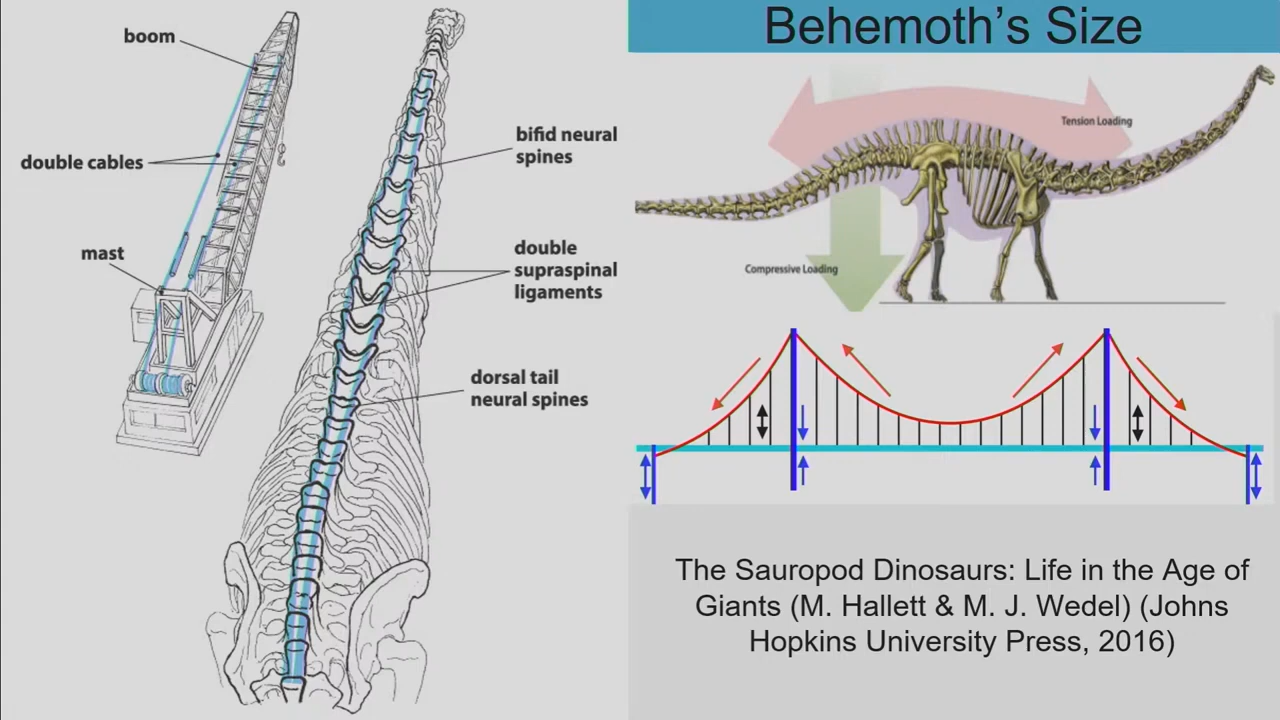 boom
double cables
mast
bifid neural
spines
double
supraspinal
ligaments
dorsal tail
neural spines
Behemoth's Size
Tension Loading
Compressive Loading
The Sauropod Dinosaurs: Life in the Age of
Giants (M. Hallett & M. J. Wedel) (Johns
Hopkins University Press, 2016)